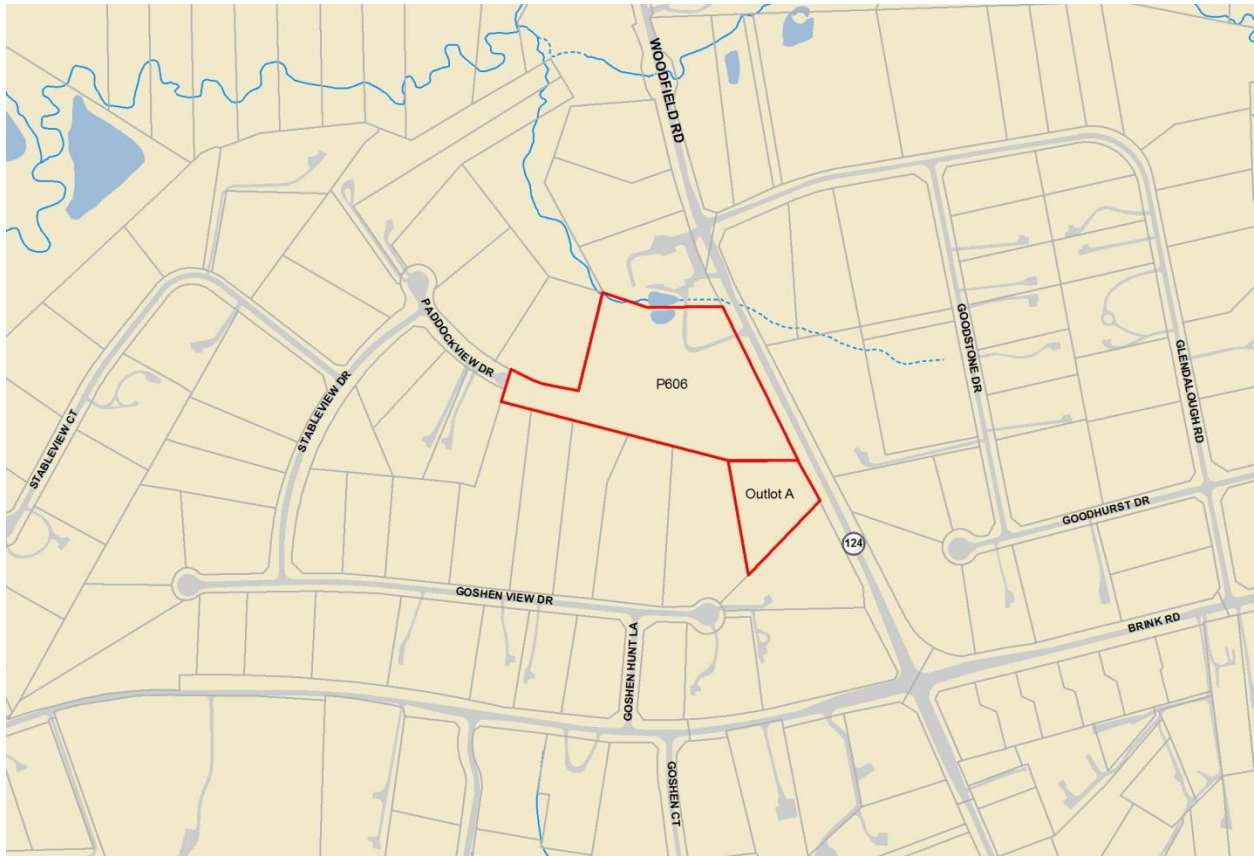 WOODFIELD RD
PADDOCKVIEW DR
P606
GOODSTONE DR
GLENDALOUGH RD
STABLEVIEW CT
STABLEVIEW DR
Outlot A
GOODHURST DR
124
GOSHEN VIEW DR
BRINK RD
GOSHEN HUNT LA
GOSHEN CT